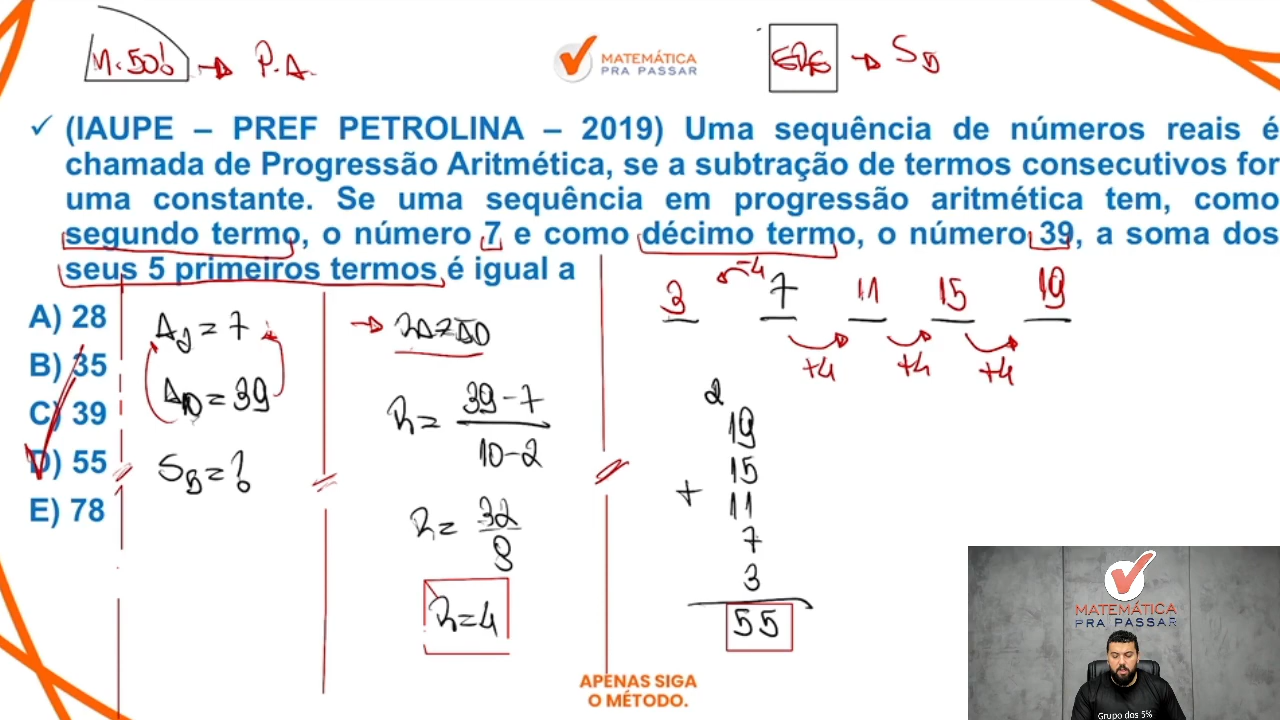 M.50! → P.A.
MATEMÁTICA
PRA PASSAR
→ S5
✓ (IAUPE – PREF PETROLINA – 2019) Uma sequência de números reais é
chamada de Progressão Aritmética, se a subtração de termos consecutivos for
uma constante. Se uma sequência em progressão aritmética tem, como
segundo termo, o número 7 e como décimo termo, o número 39, a soma dos
seus 5 primeiros termos é igual a
A) 28
B) 35
C) 39
D) 55
E) 78
A2 = 7
A10 = 39
S5 = ?
R = 39-7
10-2
R = 32
8
R=4
-4
3 7 11 15 19
+4 +4 +4
2
19
15
+ 11
7
3
55
APENAS SIGA
O MÉTODO.
MATEMÁTICA
PRA PASSAR
Grupo dos 5%